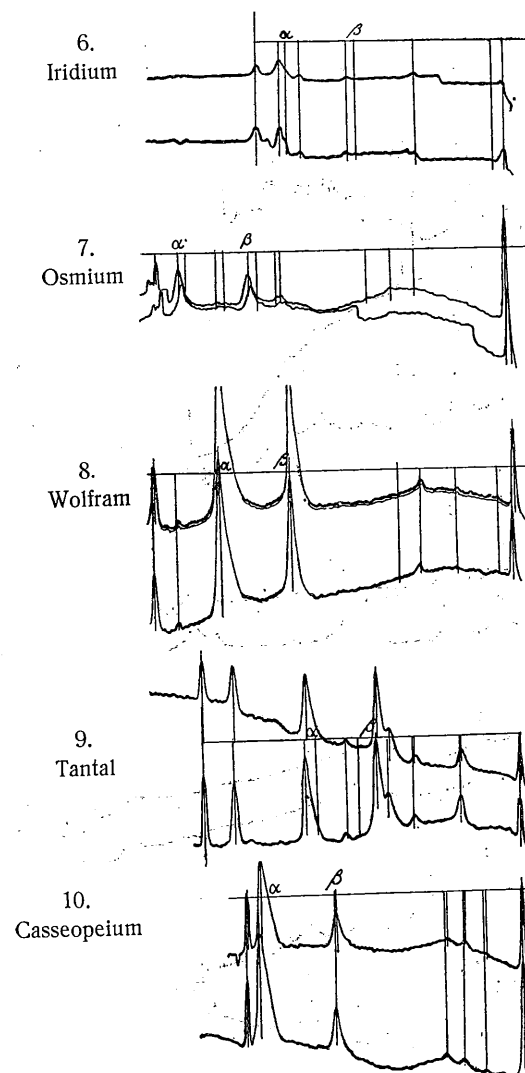 6.
Iridium
α β
7.
Osmium
α β
8.
Wolfram
α β
9.
Tantal
α β
10.
Casseopeium
α β